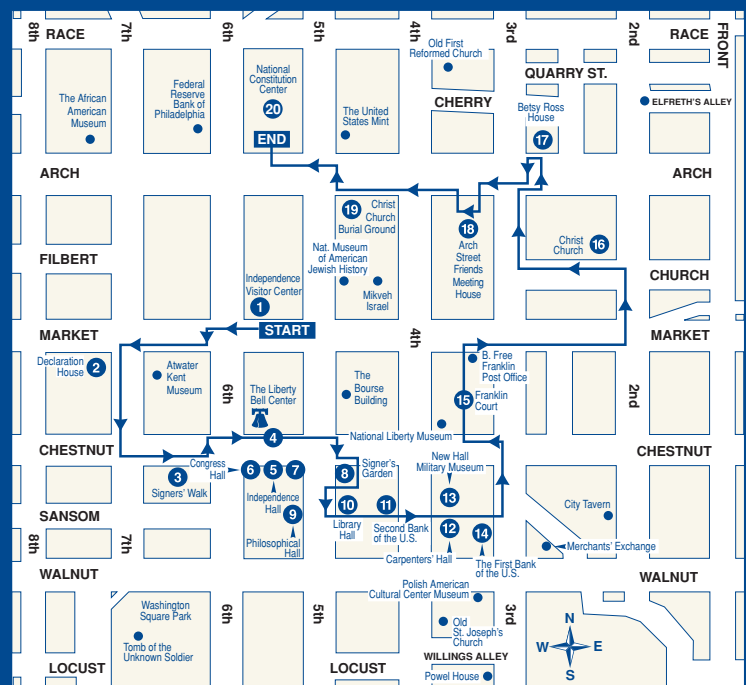 8th
RACE
7th
6th
5th
4th
3rd
2nd
RACE
FRONT
Old First
Reformed Church
QUARRY ST.
The African
American
Museum
Federal
Reserve
Bank of
Philadelphia
National
Constitution
Center
20
END
The United
States Mint
CHERRY
Betsy Ross
House
17
ELFRETH'S ALLEY
ARCH
ARCH
19
Christ
Church
Burial Ground
18
Arch
Street
Friends
Meeting
House
Christ
Church
16
Nat. Museum
of American
Jewish History
Mikveh
Israel
FILBERT
CHURCH
Independence
Visitor Center
1
START
MARKET
4th
MARKET
Declaration
House
2
Atwater
Kent
Museum
6th
The Liberty
Bell Center
4
The
Bourse
Building
B. Free
Franklin
Post Office
15
Franklin
Court
2nd
National Liberty Museum
CHESTNUT
CHESTNUT
3
Signers' Walk
Congress
Hall
6
5
7
Independence
Hall
9
Philosophical
Hall
8
Signer's
Garden
10
Library
Hall
11
Second Bank
of the U.S.
New Hall
Military Museum
13
12
Carpenters' Hall
14
The First Bank
of the U.S.
City Tavern
Merchants' Exchange
SANSOM
8th
7th
WALNUT
WALNUT
6th
5th
3rd
Polish American
Cultural Center Museum
Old
St. Joseph's
Church
Washington
Square Park
Tomb of the
Unknown Soldier
LOCUST
LOCUST
WILLINGS ALLEY
Powel House
N
W
E
S